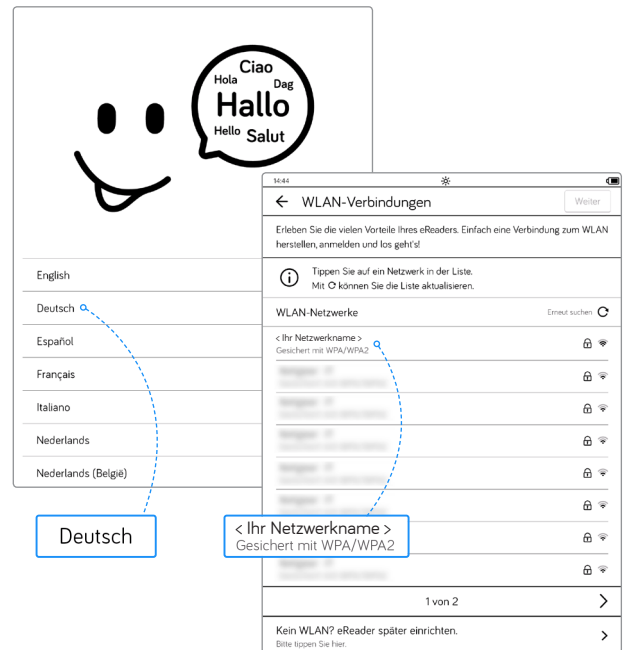 Ciao
Hola
Dag
Hallo
Hello
Salut
English
Deutsch
Español
Français
Italiano
Nederlands
Nederlands (België)
Deutsch
14:44
WLAN-Verbindungen
Weiter
Erleben Sie die vielen Vorteile Ihres eReaders. Einfach eine Verbindung zum WLAN
herstellen, anmelden und los geht's!
Tippen Sie auf ein Netzwerk in der Liste.
Mit können Sie die Liste aktualisieren.
WLAN-Netzwerke
Erneut suchen
< Ihr Netzwerkname >
Gesichert mit WPA/WPA2
< Ihr Netzwerkname >
Gesichert mit WPA/WPA2
1 von 2
Kein WLAN? eReader später einrichten.
Bitte tippen Sie hier.